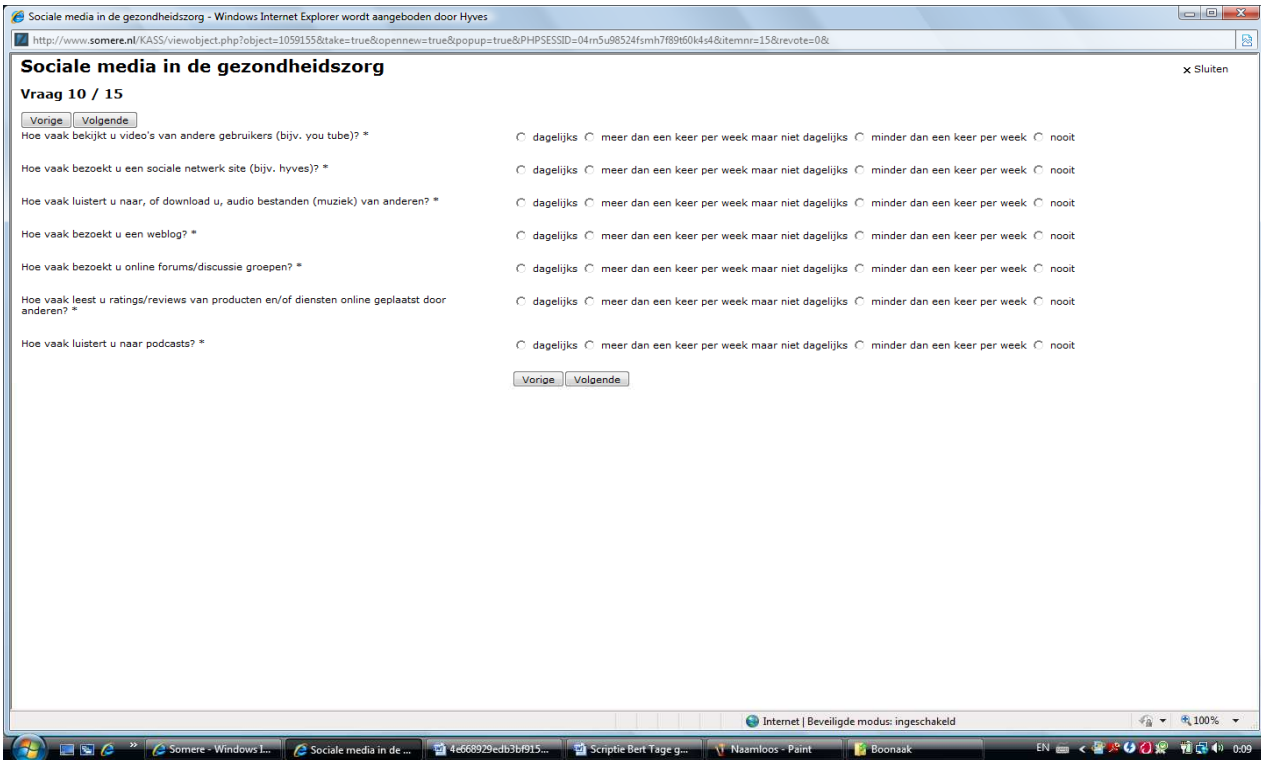 Sociale media in de gezondheidszorg - Windows Internet Explorer wordt aangeboden door Hyves
http://www.somere.nl/KASS/viewobject.php?object=1059155&take=true&opennew=true&popup=true&PHPSESSID=04rn5u98524fsmh7f89t60k4s4&itemnr=15&revote=0&
Sociale media in de gezondheidszorg
x Sluiten
Vraag 10 / 15
Vorige Volgende
Hoe vaak bekijkt u video's van andere gebruikers (bijv. you tube)? * dagelijks meer dan een keer per week maar niet dagelijks minder dan een keer per week nooit
Hoe vaak bezoekt u een sociale netwerk site (bijv. hyves)? * dagelijks meer dan een keer per week maar niet dagelijks minder dan een keer per week nooit
Hoe vaak luistert u naar, of download u, audio bestanden (muziek) van anderen? * dagelijks meer dan een keer per week maar niet dagelijks minder dan een keer per week nooit
Hoe vaak bezoekt u een weblog? * dagelijks meer dan een keer per week maar niet dagelijks minder dan een keer per week nooit
Hoe vaak bezoekt u online forums/discussie groepen? * dagelijks meer dan een keer per week maar niet dagelijks minder dan een keer per week nooit
Hoe vaak leest u ratings/reviews van producten en/of diensten online geplaatst door dagelijks meer dan een keer per week maar niet dagelijks minder dan een keer per week nooit
anderen? *
Hoe vaak luistert u naar podcasts? * dagelijks meer dan een keer per week maar niet dagelijks minder dan een keer per week nooit
Vorige Volgende
Internet | Beveiligde modus: ingeschakeld 100%
Somere - Windows I... Sociale media in de ... 4e668929edb3bf915... Scriptie Bert Tage g... Naamloos - Paint Boonaak EN 0:09